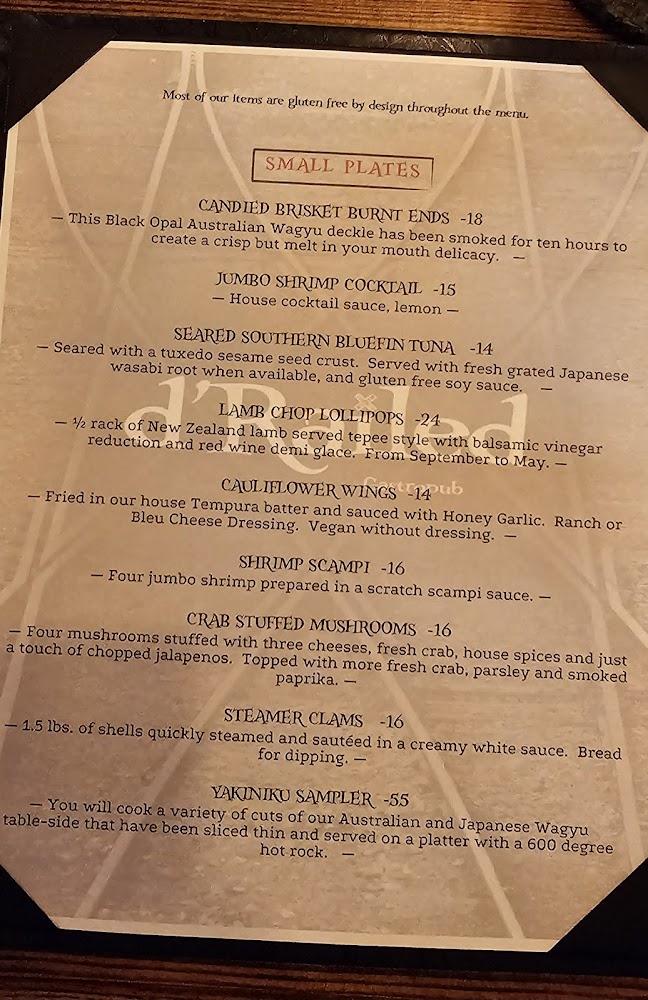 Most of our items are gluten free by design throughout the menu.
SMALL PLATES
CANDIED BRISKET BURNT ENDS -18
— This Black Opal Australian Wagyu deckle has been smoked for ten hours to
create a crisp but melt in your mouth delicacy. —
JUMBO SHRIMP COCKTAIL -15
— House cocktail sauce, lemon —
SEARED SOUTHERN BLUEFIN TUNA -14
— Seared with a tuxedo sesame seed crust. Served with fresh grated Japanese
wasabi root when available, and gluten free soy sauce. —
d'Railed
Gastropub
LAMB CHOP LOLLIPOPS -24
— ½ rack of New Zealand lamb served tepee style with balsamic vinegar
reduction and red wine demi glace. From September to May. —
CAULIFLOWER WINGS -14
— Fried in our house Tempura batter and sauced with Honey Garlic. Ranch or
Bleu Cheese Dressing. Vegan without dressing. —
SHRIMP SCAMPI -16
— Four jumbo shrimp prepared in a scratch scampi sauce. —
CRAB STUFFED MUSHROOMS -16
— Four mushrooms stuffed with three cheeses, fresh crab, house spices and just
a touch of chopped jalapenos. Topped with more fresh crab, parsley and smoked
paprika. —
STEAMER CLAMS -16
— 1.5 lbs. of shells quickly steamed and sautéed in a creamy white sauce. Bread
for dipping. —
YAKINIKU SAMPLER -55
— You will cook a variety of cuts of our Australian and Japanese Wagyu
table-side that have been sliced thin and served on a platter with a 600 degree
hot rock. —